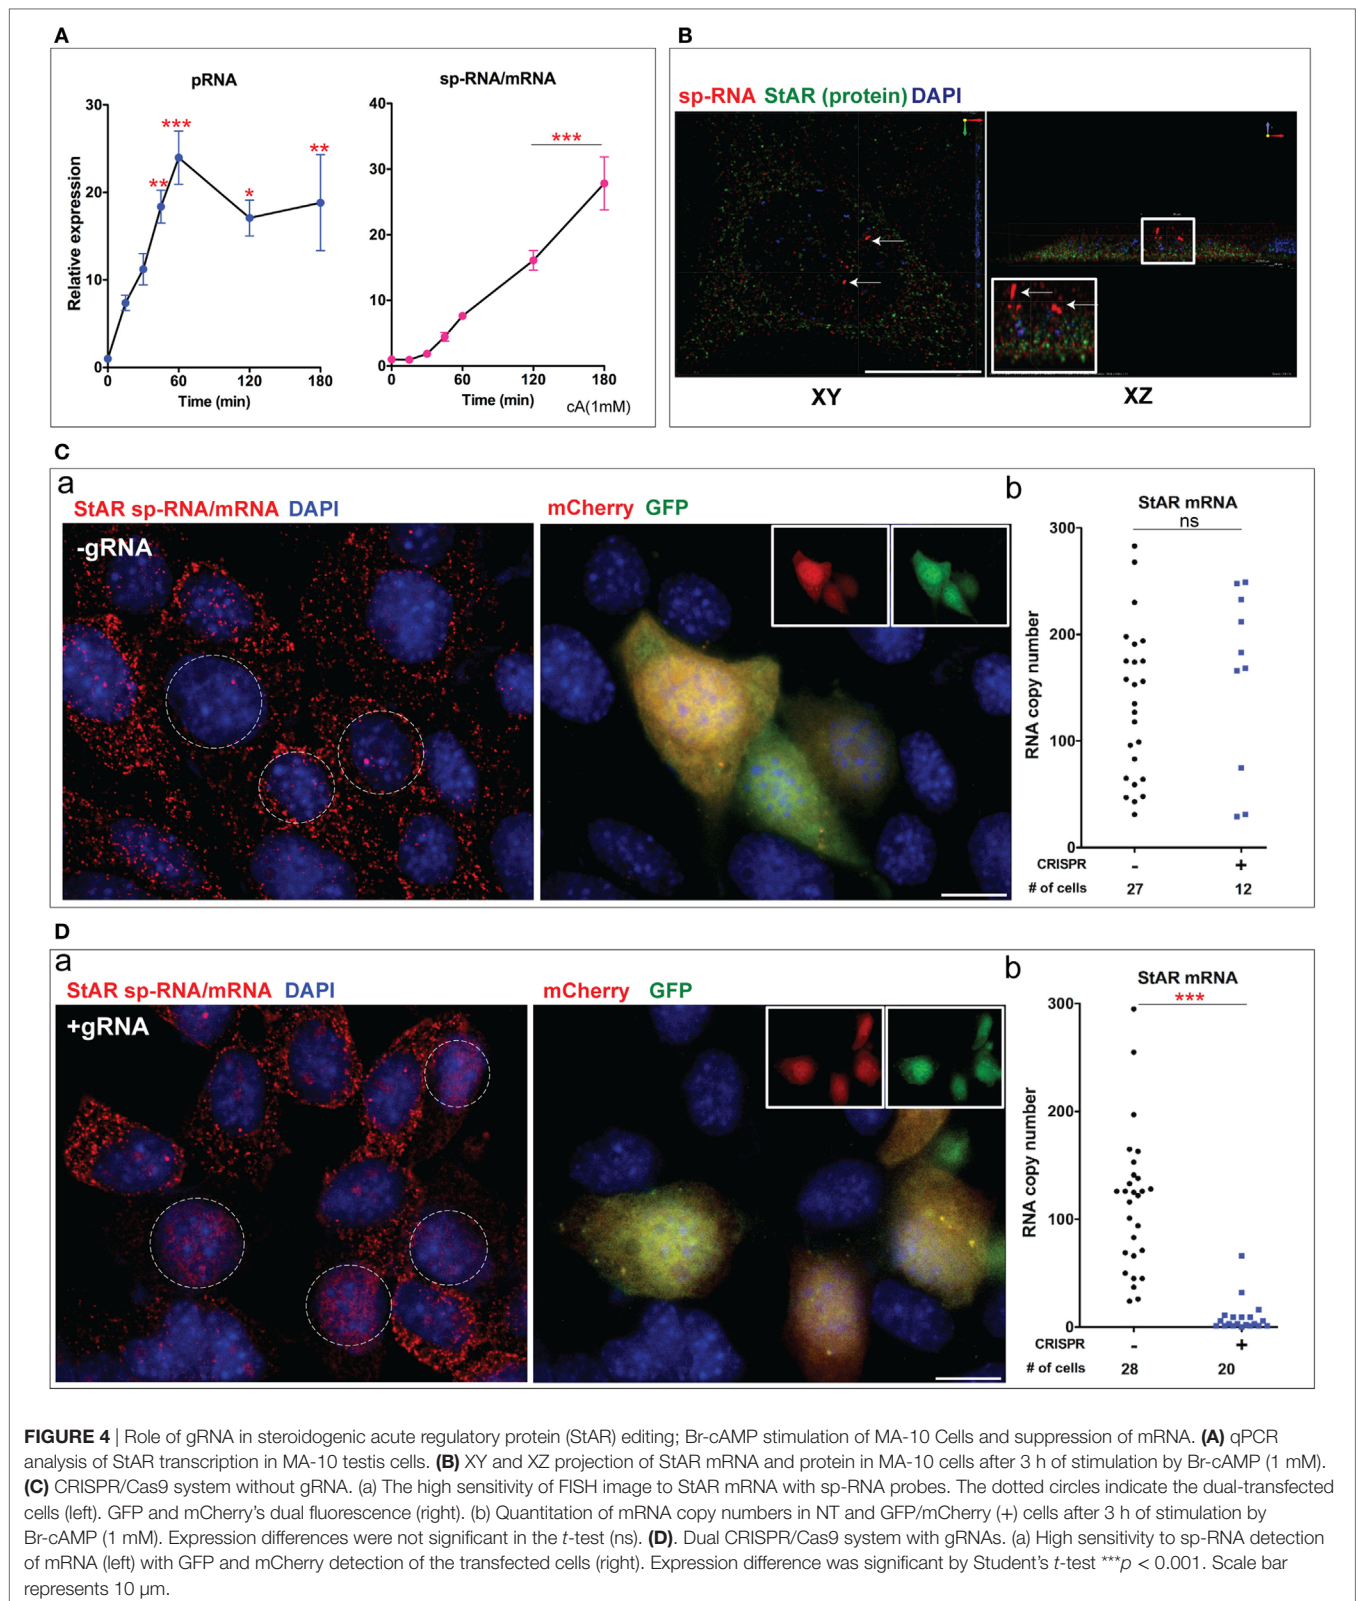 A
pRNA
Relative expression
30
20
10
0
***
**
*
**
0 60 120 180
Time (min)
sp-RNA/mRNA
40
30
20
10
0
***
0 60 120 180
Time (min)
cA(1mM)
B
sp-RNA StAR (protein) DAPI
XY
XZ
C
a
StAR sp-RNA/mRNA DAPI
-gRNA
mCherry GFP
b
StAR mRNA
ns
RNA copy number
300
200
100
0
CRISPR - +
# of cells 27 12
D
a
StAR sp-RNA/mRNA DAPI
+gRNA
mCherry GFP
b
StAR mRNA
***
RNA copy number
300
200
100
0
CRISPR - +
# of cells 28 20
FIGURE 4 | Role of gRNA in steroidogenic acute regulatory protein (StAR) editing; Br-cAMP stimulation of MA-10 Cells and suppression of mRNA. (A) qPCR
analysis of StAR transcription in MA-10 testis cells. (B) XY and XZ projection of StAR mRNA and protein in MA-10 cells after 3 h of stimulation by Br-cAMP (1 mM).
(C) CRISPR/Cas9 system without gRNA. (a) The high sensitivity of FISH image to StAR mRNA with sp-RNA probes. The dotted circles indicate the dual-transfected
cells (left). GFP and mCherry's dual fluorescence (right). (b) Quantitation of mRNA copy numbers in NT and GFP/mCherry (+) cells after 3 h of stimulation by
Br-cAMP (1 mM). Expression differences were not significant in the t-test (ns). (D). Dual CRISPR/Cas9 system with gRNAs. (a) High sensitivity to sp-RNA detection
of mRNA (left) with GFP and mCherry detection of the transfected cells (right). Expression difference was significant by Student's t-test ***p < 0.001. Scale bar
represents 10 µm.